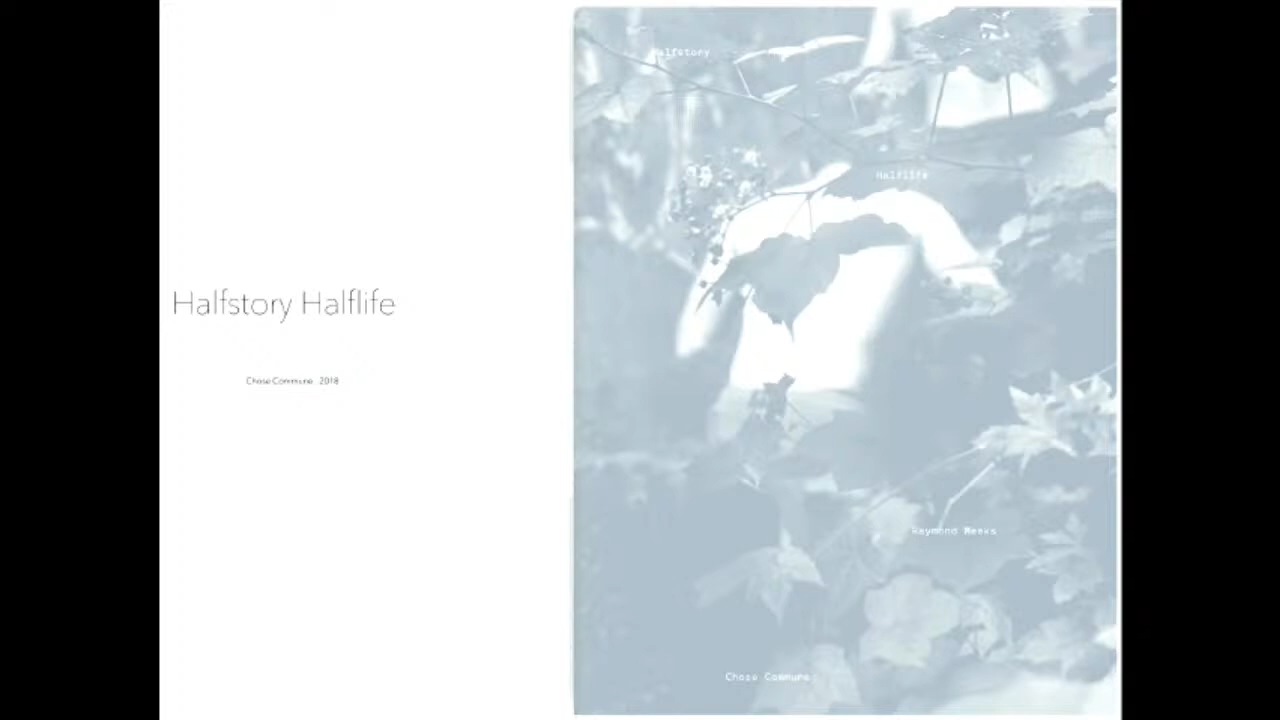 Halfstory Halflife
Chose Commune 2018
Halfstory
Halflife
Raymond Meeks
Chose Commune